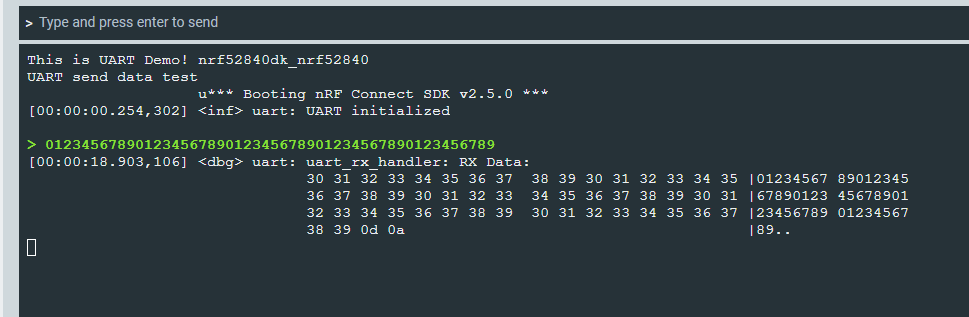 > Type and press enter to send
This is UART Demo! nrf52840dk_nrf52840
UART send data test
u*** Booting nRF Connect SDK v2.5.0 ***
[00:00:00.254,302] <inf> uart: UART initialized
> 01234567890123456789012345678901234567890123456789
[00:00:18.903,106] <dbg> uart: uart_rx_handler: RX Data:
30 31 32 33 34 35 36 37  38 39 30 31 32 33 34 35 |01234567 89012345
36 37 38 39 30 31 32 33  34 35 36 37 38 39 30 31 |67890123 45678901
32 33 34 35 36 37 38 39  30 31 32 33 34 35 36 37 |23456789 01234567
38 39 0d 0a |89..